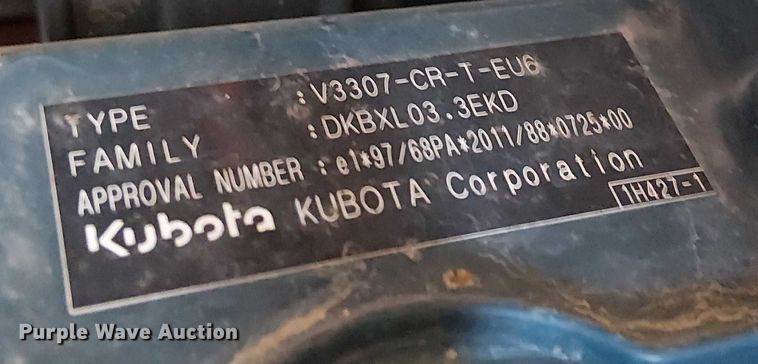 TYPE :V3307-CR-T-EU6
FAMILY :DKBXL03.3EKD
APPROVAL NUMBER :e1*97/68PA*2011/88*0725*00
Kubota KUBOTA Corporation
1H427-1
Purple Wave Auction